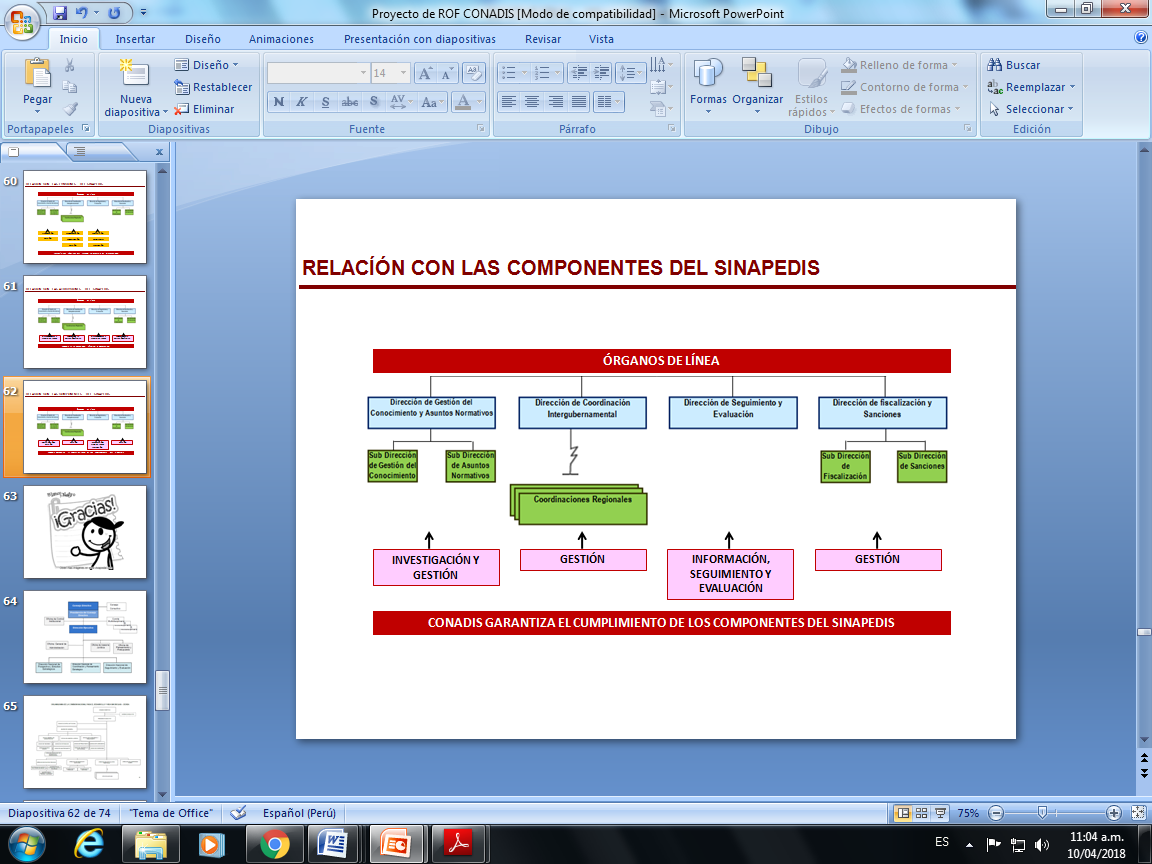 Proyecto de ROF CONADIS [Modo de compatibilidad] - Microsoft PowerPoint
Inicio
Insertar
Diseño
Animaciones
Presentación con diapositivas
Revisar
Vista
Pegar
Portapapeles
Nueva
diapositiva
Diseño
Restablecer
Eliminar
Diapositivas
14
N K S abc S AV Aa A
Fuente
Párrafo
Formas
Organizar
Estilos
rápidos
Relleno de forma
Contorno de forma
Efectos de formas
Dibujo
Buscar
Reemplazar
Seleccionar
Edición
60
61
62
63
¡Gracias!
64
65
RELACÍÓN CON LAS COMPONENTES DEL SINAPEDIS
ÓRGANOS DE LÍNEA
Dirección de Gestión del
Conocimiento y Asuntos Normativos
Dirección de Coordinación
Intergubernamental
Dirección de Seguimiento y
Evaluación
Dirección de fiscalización y
Sanciones
Sub Dirección
de Gestión del
Conocimiento
Sub Dirección
de Asuntos
Normativos
Coordinaciones Regionales
Sub Dirección
de
Fiscalización
Sub Dirección
de Sanciones
INVESTIGACIÓN Y
GESTIÓN
GESTIÓN
INFORMACIÓN,
SEGUIMIENTO Y
EVALUACIÓN
GESTIÓN
CONADIS GARANTIZA EL CUMPLIMIENTO DE LOS COMPONENTES DEL SINAPEDIS
Diapositiva 62 de 74
"Tema de Office"
Español (Perú)
75%
ES
11:04 a.m.
10/04/2018